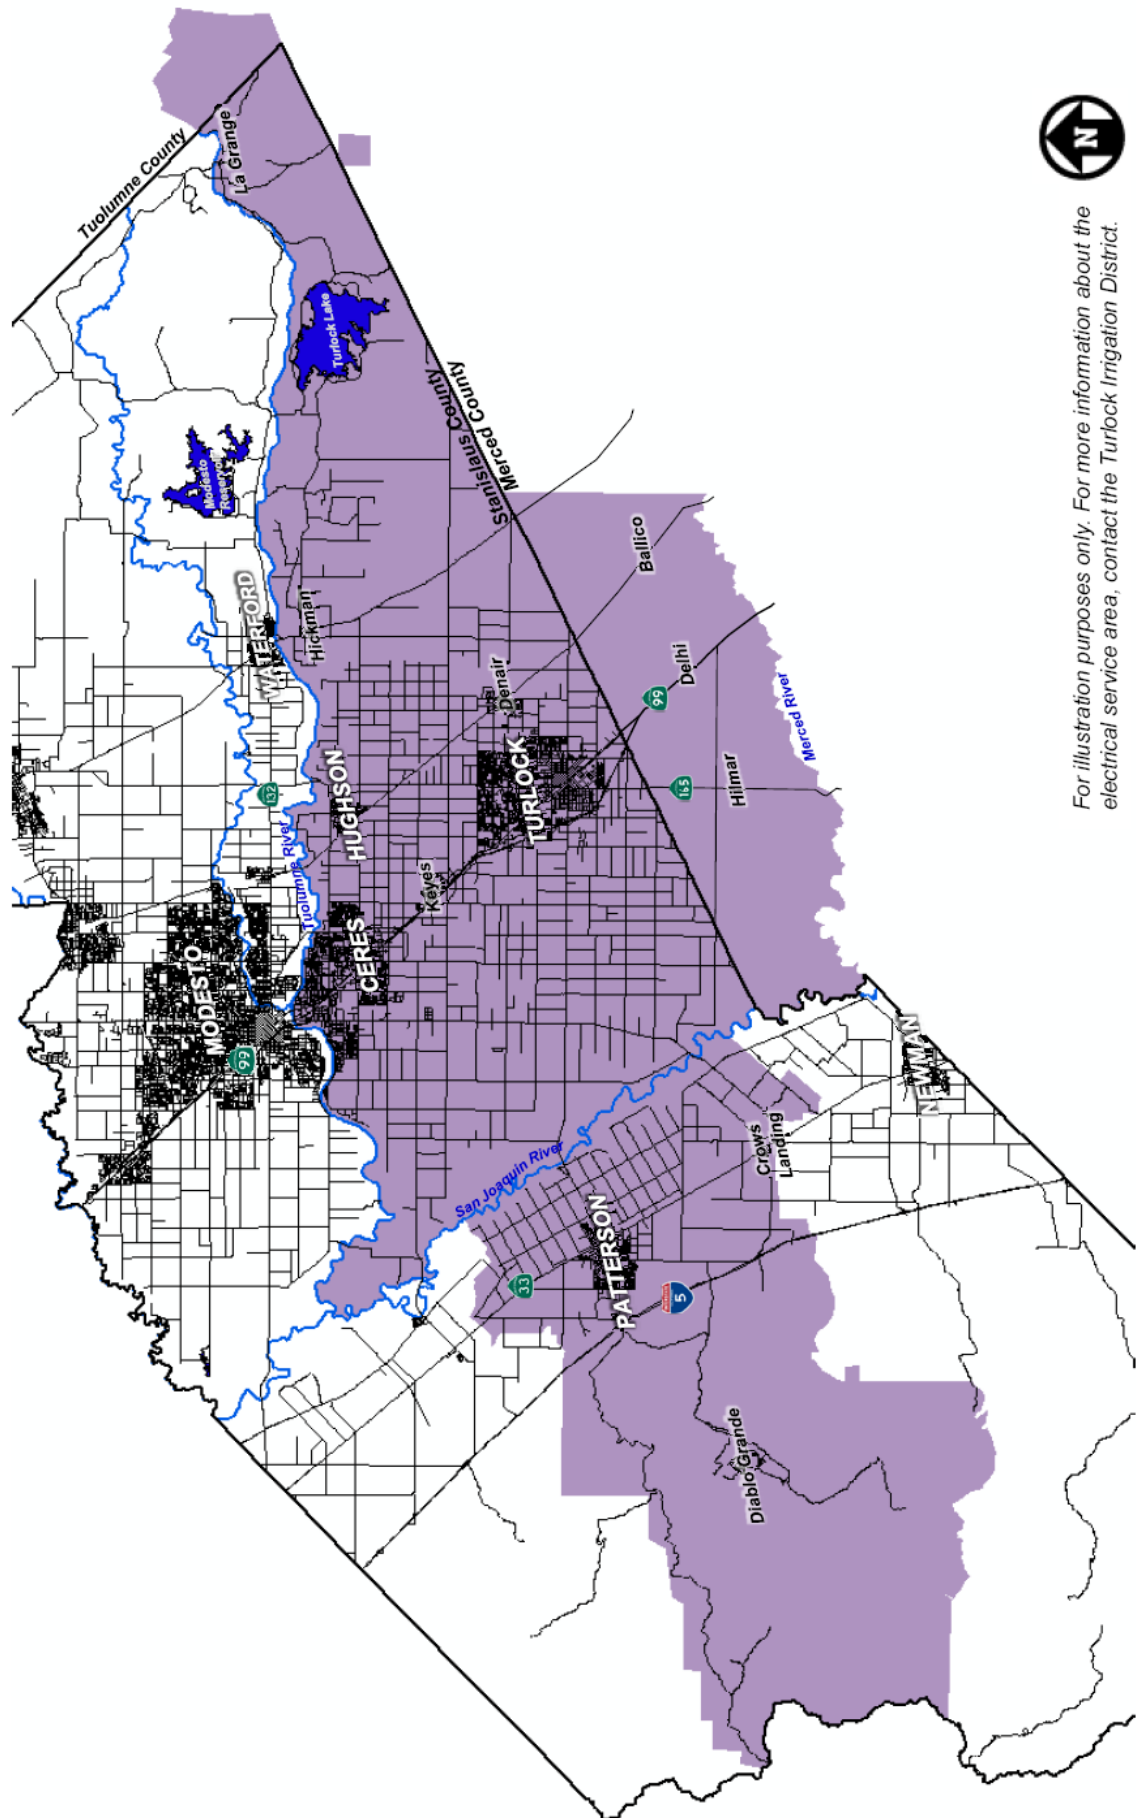 Tuolumne County
La Grange
Turlock Lake
Modesto
Reservoir
Stanislaus County
Merced County
WATERFORD
Hickman
Ballico
Denair
Delhi
99
Merced River
132
Tuolumne River
HUGHSON
TURLOCK
165
Hilmar
Keyes
MODESTO
99
CERES
NEWMAN
San Joaquin River
Crows
Landing
PATTERSON
33
5
Diablo Grande
N
For illustration purposes only. For more information about the
electrical service area, contact the Turlock Irrigation District.